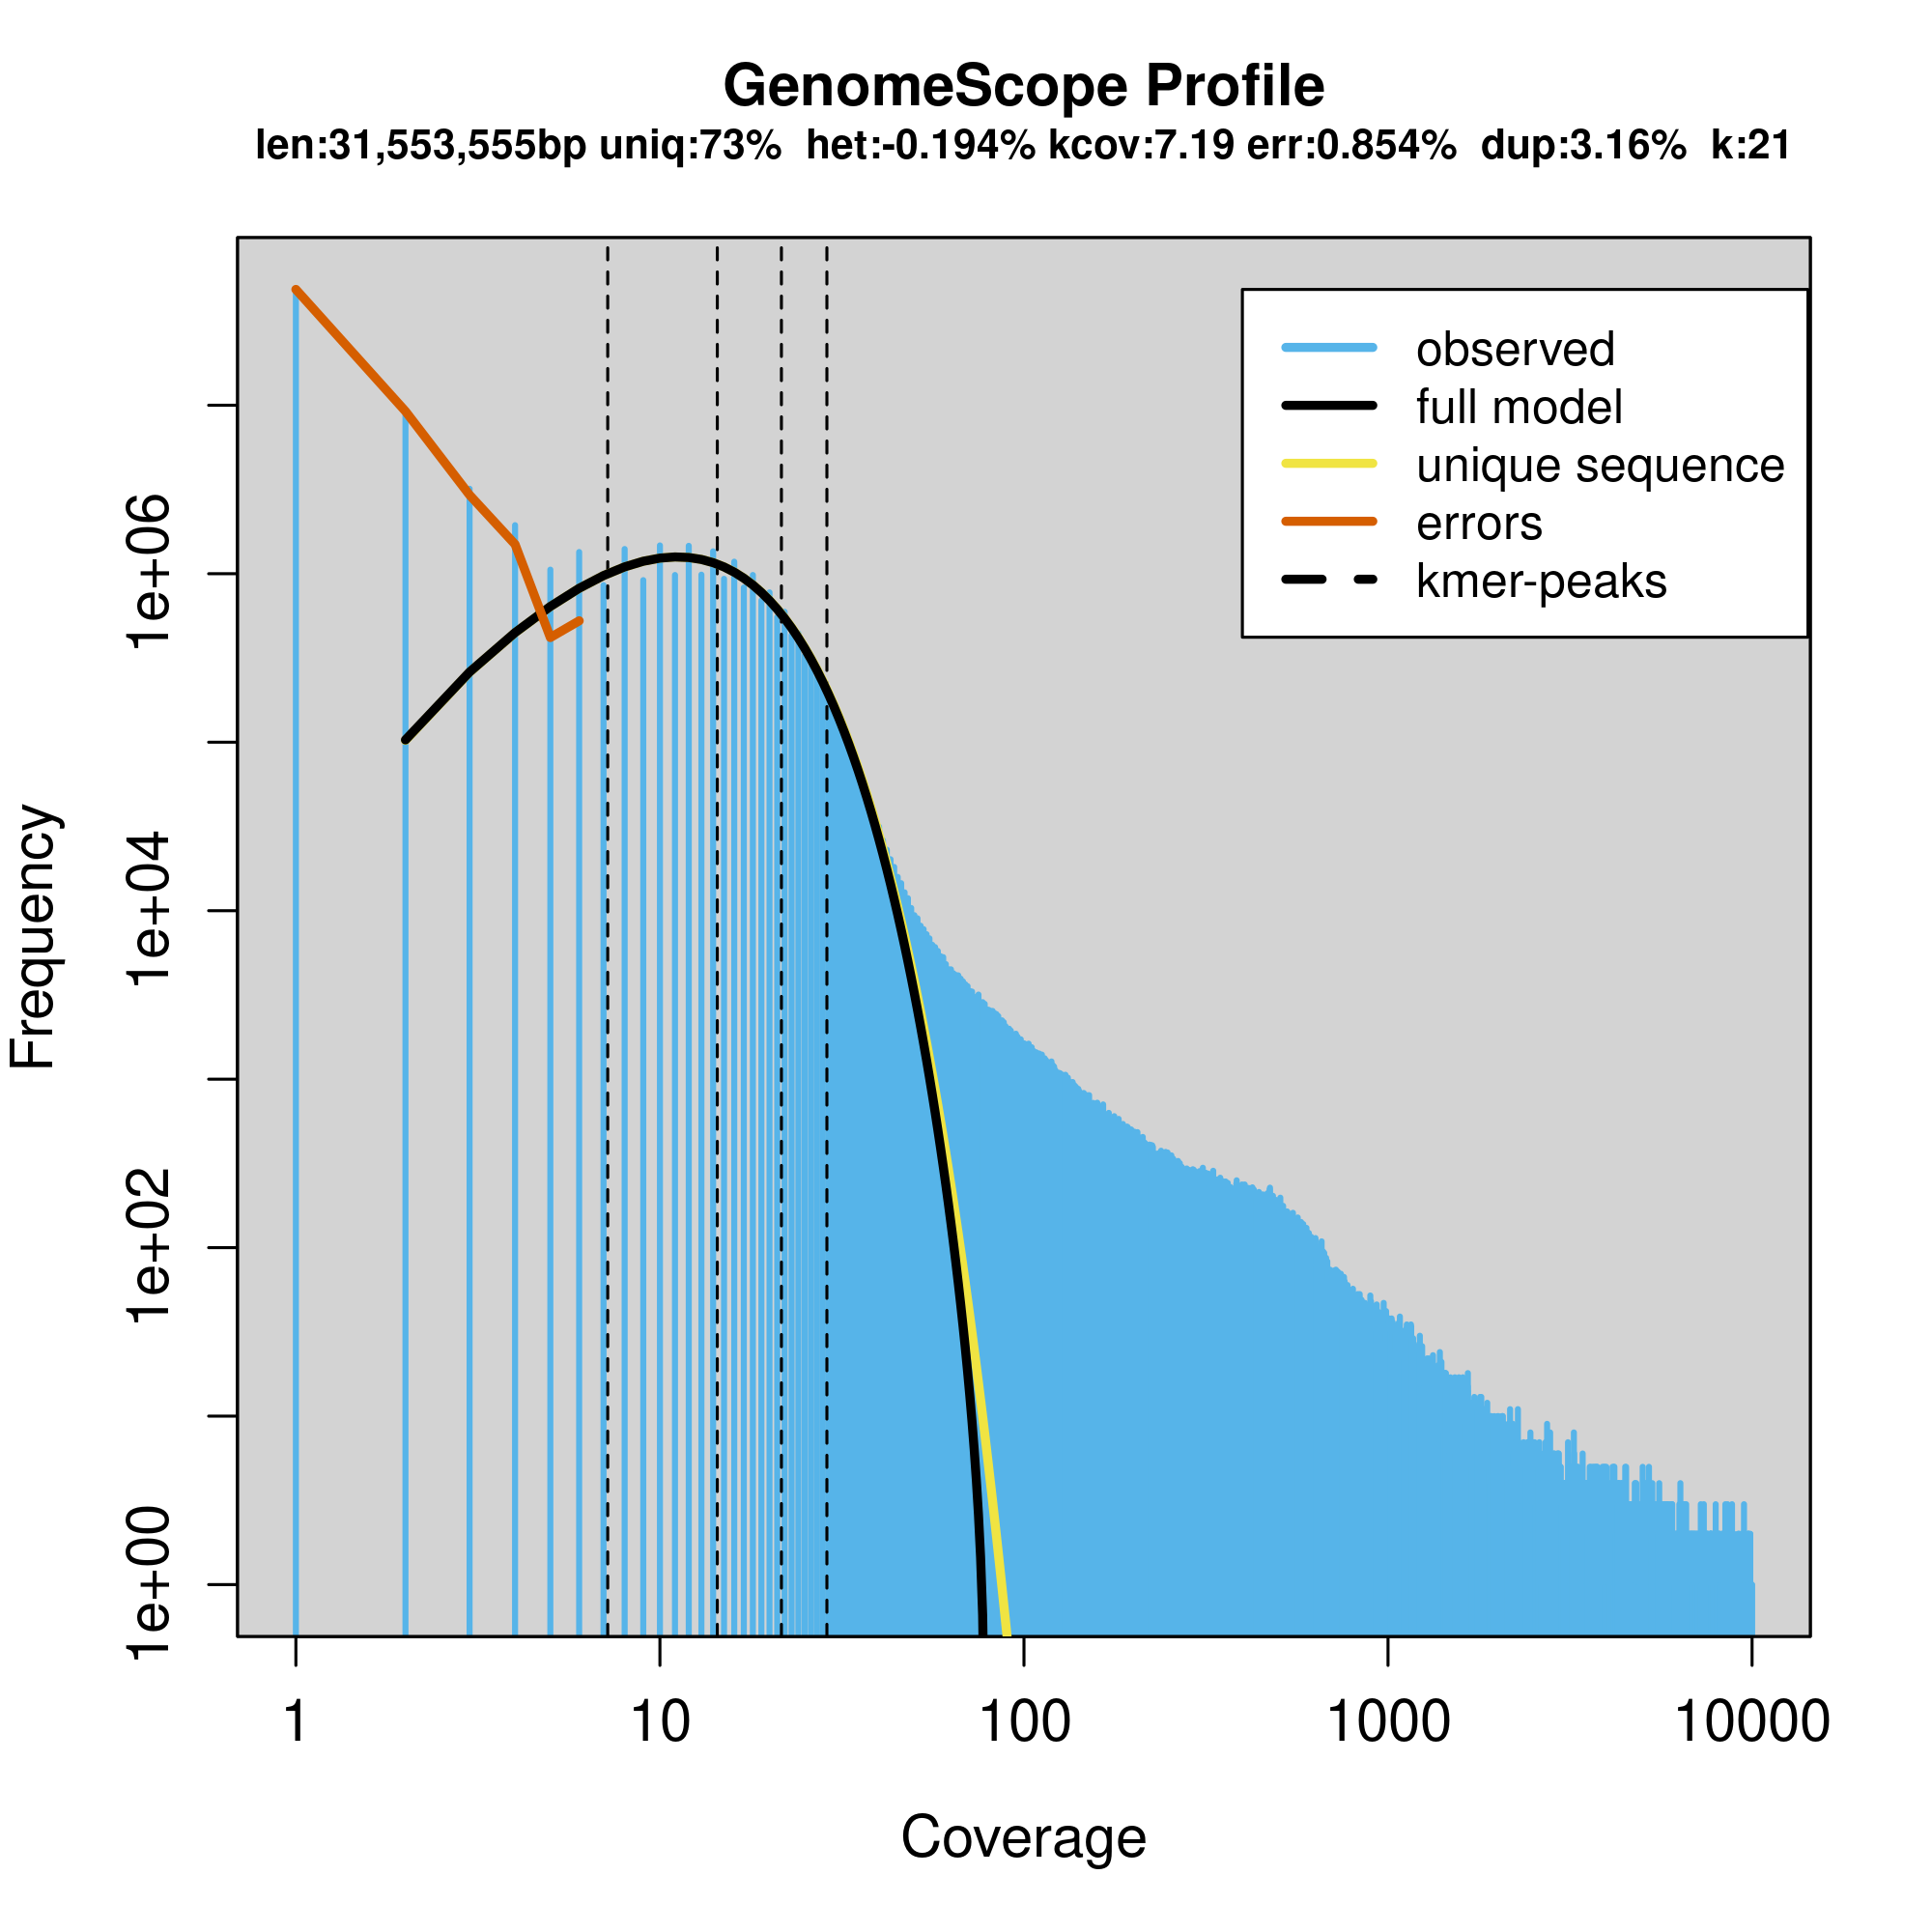 GenomeScope Profile
len:31,553,555bp uniq:73% het:-0.194% kcov:7.19 err:0.854% dup:3.16% k:21
observed
full model
unique sequence
errors
kmer-peaks
Frequency
1e+06
1e+04
1e+02
1e+00
1
10
100
1000
10000
Coverage